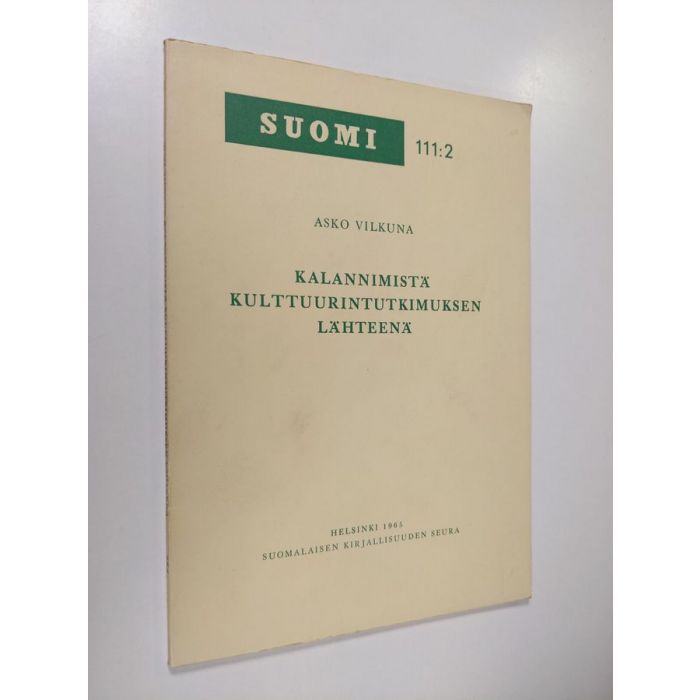 SUOMI
111:2
ASKO VILKUNA
KALANNIMISTÄ
KULTTUURINTUTKIMUKSEN
LÄHTEENÄ
HELSINKI 1965
SUOMALAISEN KIRJALLISUUDEN SEURA